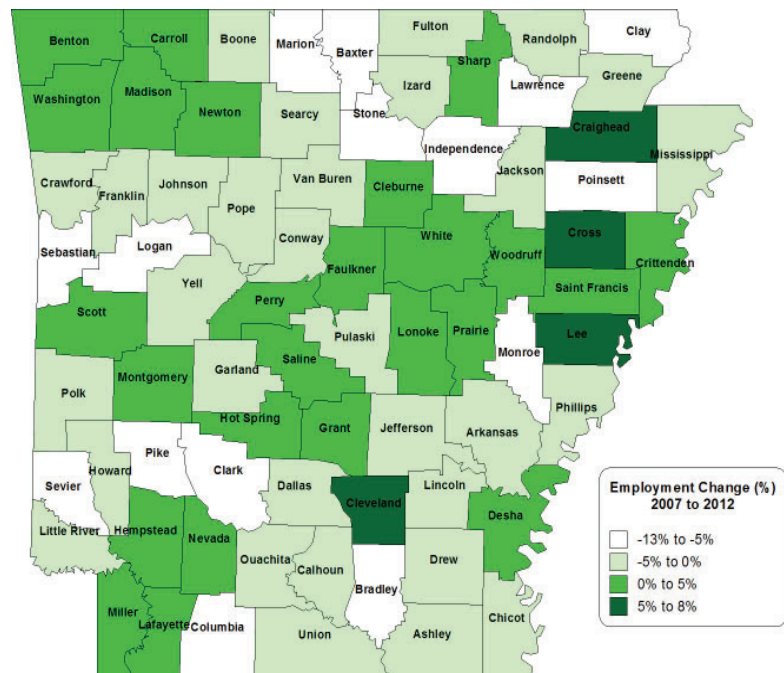 Benton
Carroll
Boone
Marion
Baxter
Fulton
Randolph
Clay
Sharp
Izard
Lawrence
Greene
Washington
Madison
Newton
Searcy
Stone
Independence
Craighead
Mississippi
Crawford
Franklin
Johnson
Pope
Van Buren
Cleburne
Jackson
Poinsett
Sebastian
Logan
Conway
White
Woodruff
Cross
Crittenden
Yell
Faulkner
Saint Francis
Scott
Perry
Pulaski
Lonoke
Prairie
Monroe
Lee
Polk
Montgomery
Garland
Saline
Hot Spring
Grant
Jefferson
Arkansas
Phillips
Sevier
Howard
Pike
Clark
Dallas
Cleveland
Lincoln
Desha
Little River
Hempstead
Nevada
Ouachita
Calhoun
Bradley
Drew
Chicot
Miller
Lafayette
Columbia
Union
Ashley
Employment Change (%)
2007 to 2012
-13% to -5%
-5% to 0%
0% to 5%
5% to 8%